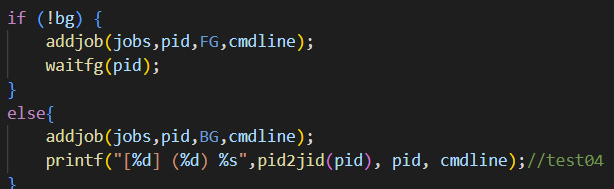 if (!bg) {
    addjob(jobs,pid,FG,cmdline);
    waitfg(pid);
}
else{
    addjob(jobs,pid,BG,cmdline);
    printf("[%d] (%d) %s",pid2jid(pid), pid, cmdline);//test04
}